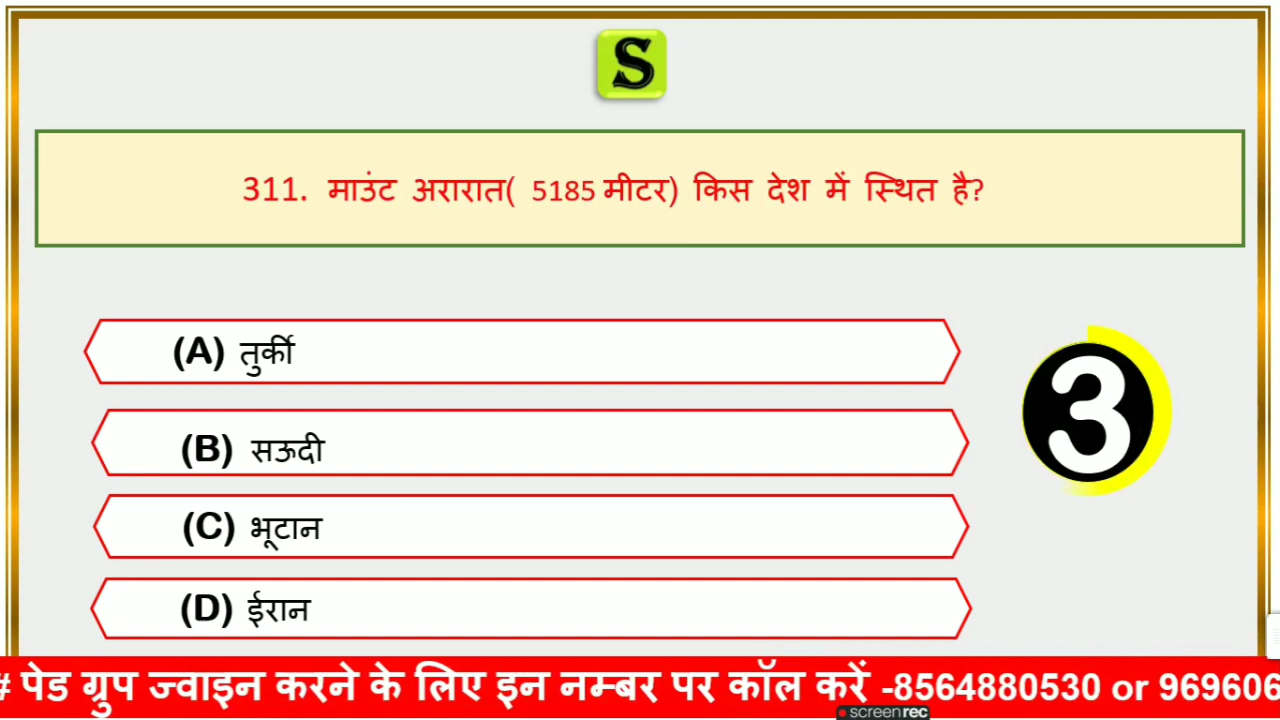 S
311. माउंट अरारात( 5185 मीटर) किस देश में स्थित है?
(A) तुर्की
(B) सऊदी
3
(C) भूटान
(D) ईरान
# पेड ग्रुप ज्वाइन करने के लिए इन नम्बर पर कॉल करें -8564880530 or 969606
screenrec